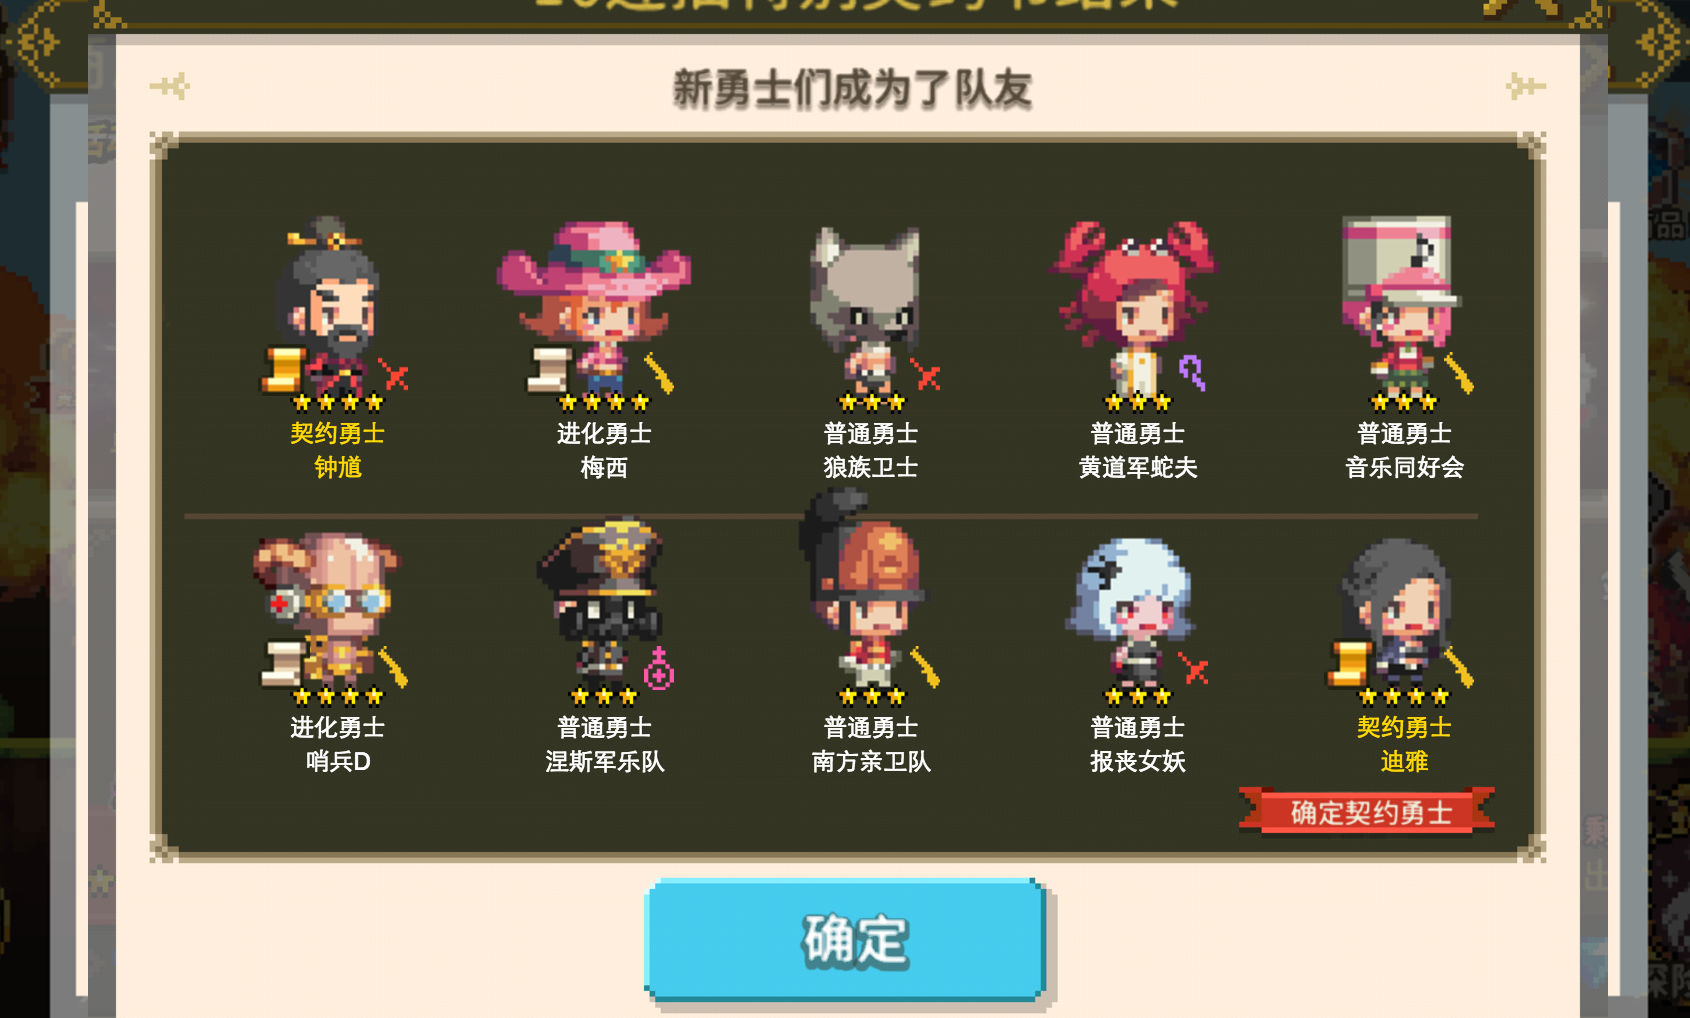 新勇士们成为了队友
契约勇士
钟馗
进化勇士
梅西
普通勇士
狼族卫士
普通勇士
黄道军蛇夫
普通勇士
音乐同好会
进化勇士
哨兵D
普通勇士
涅斯军乐队
普通勇士
南方亲卫队
普通勇士
报丧女妖
契约勇士
迪雅
确定契约勇士
确定